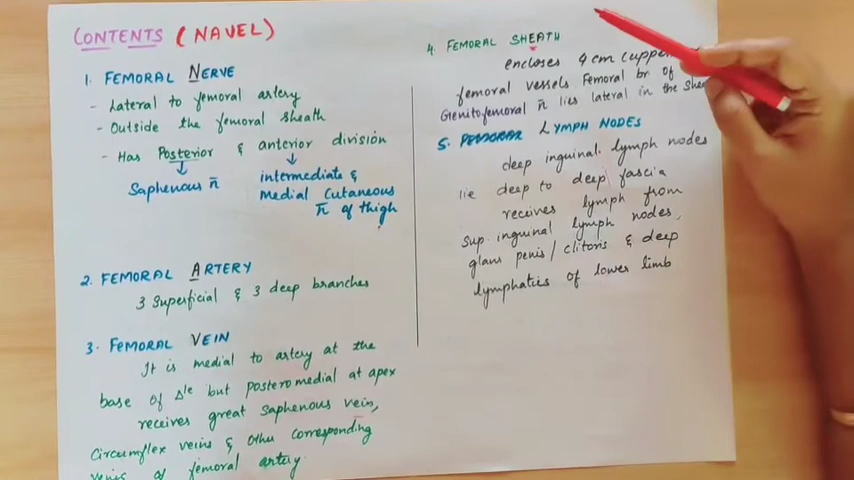 CONTENTS (NAVEL)
1. FEMORAL NERVE
- Lateral to femoral artery
- Outside the femoral sheath
- Has Posterior & anterior division
Saphenous n̄
intermediate &
Medial Cutaneous
n̄ of thigh
2. FEMORAL ARTERY
3 Superficial & 3 deep branches
3. FEMORAL VEIN
It is medial to artery at the
base of Δle but posteromedial at apex
receives great saphenous vein,
Circumflex veins & other corresponding
veins of femoral artery.
4. FEMORAL SHEATH
encloses 4 cm (upper
femoral vessels. Femoral br of
Genitofemoral n̄ lies lateral in the
5. FEMORAL LYMPH NODES
deep inguinal lymph nodes
lie deep to deep fascia
receives lymph from
Sup. inguinal lymph nodes,
glans penis / clitoris & deep
lymphatics of lower limb